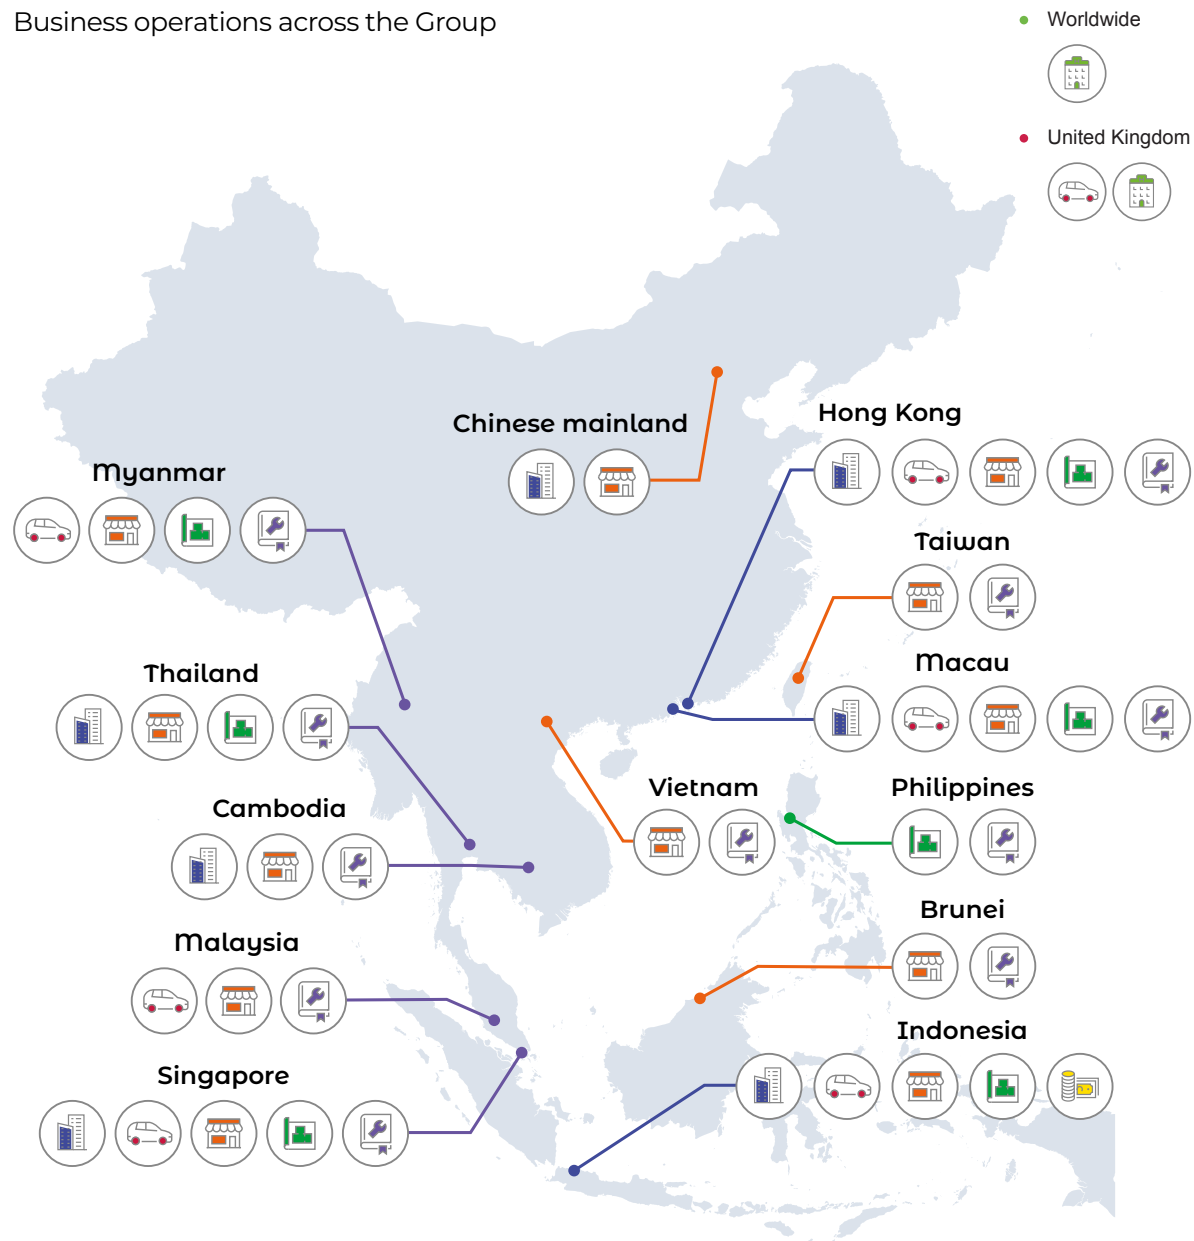 Business operations across the Group
Worldwide
United Kingdom
Chinese mainland
Hong Kong
Myanmar
Taiwan
Macau
Thailand
Vietnam
Philippines
Cambodia
Brunei
Malaysia
Indonesia
Singapore